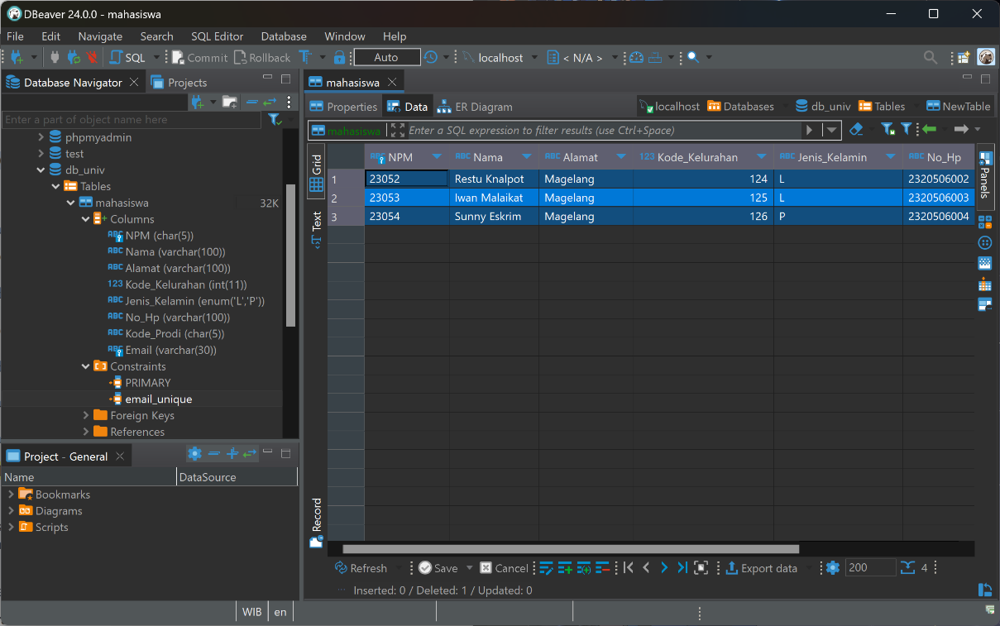 DBeaver 24.0.0 - mahasiswa
File Edit Navigate Search SQL Editor Database Window Help
SQL Commit Rollback Auto localhost < N/A >
Database Navigator Projects
Enter a part of object name here
phpmyadmin
test
db_univ
Tables
mahasiswa 32K
Columns
NPM (char(5))
Nama (varchar(100))
Alamat (varchar(100))
Kode_Kelurahan (int(11))
Jenis_Kelamin (enum('L','P'))
No_Hp (varchar(100))
Kode_Prodi (char(5))
Email (varchar(30))
Constraints
PRIMARY
email_unique
Foreign Keys
References
Project - General
Name DataSource
Bookmarks
Diagrams
Scripts
mahasiswa
Properties Data ER Diagram localhost Databases db_univ Tables NewTable
mahasiswa Enter a SQL expression to filter results (use Ctrl+Space)
Grid
Text
Record
ABC NPM ABC Nama ABC Alamat 123 Kode_Kelurahan ABC Jenis_Kelamin ABC No_Hp
1 23052 Restu Knalpot Magelang 124 L 2320506002
2 23053 Iwan Malaikat Magelang 125 L 2320506003
3 23054 Sunny Eskrim Magelang 126 P 2320506004
Panels
Refresh Save Cancel Export data 200 4
Inserted: 0 / Deleted: 1 / Updated: 0
WIB en